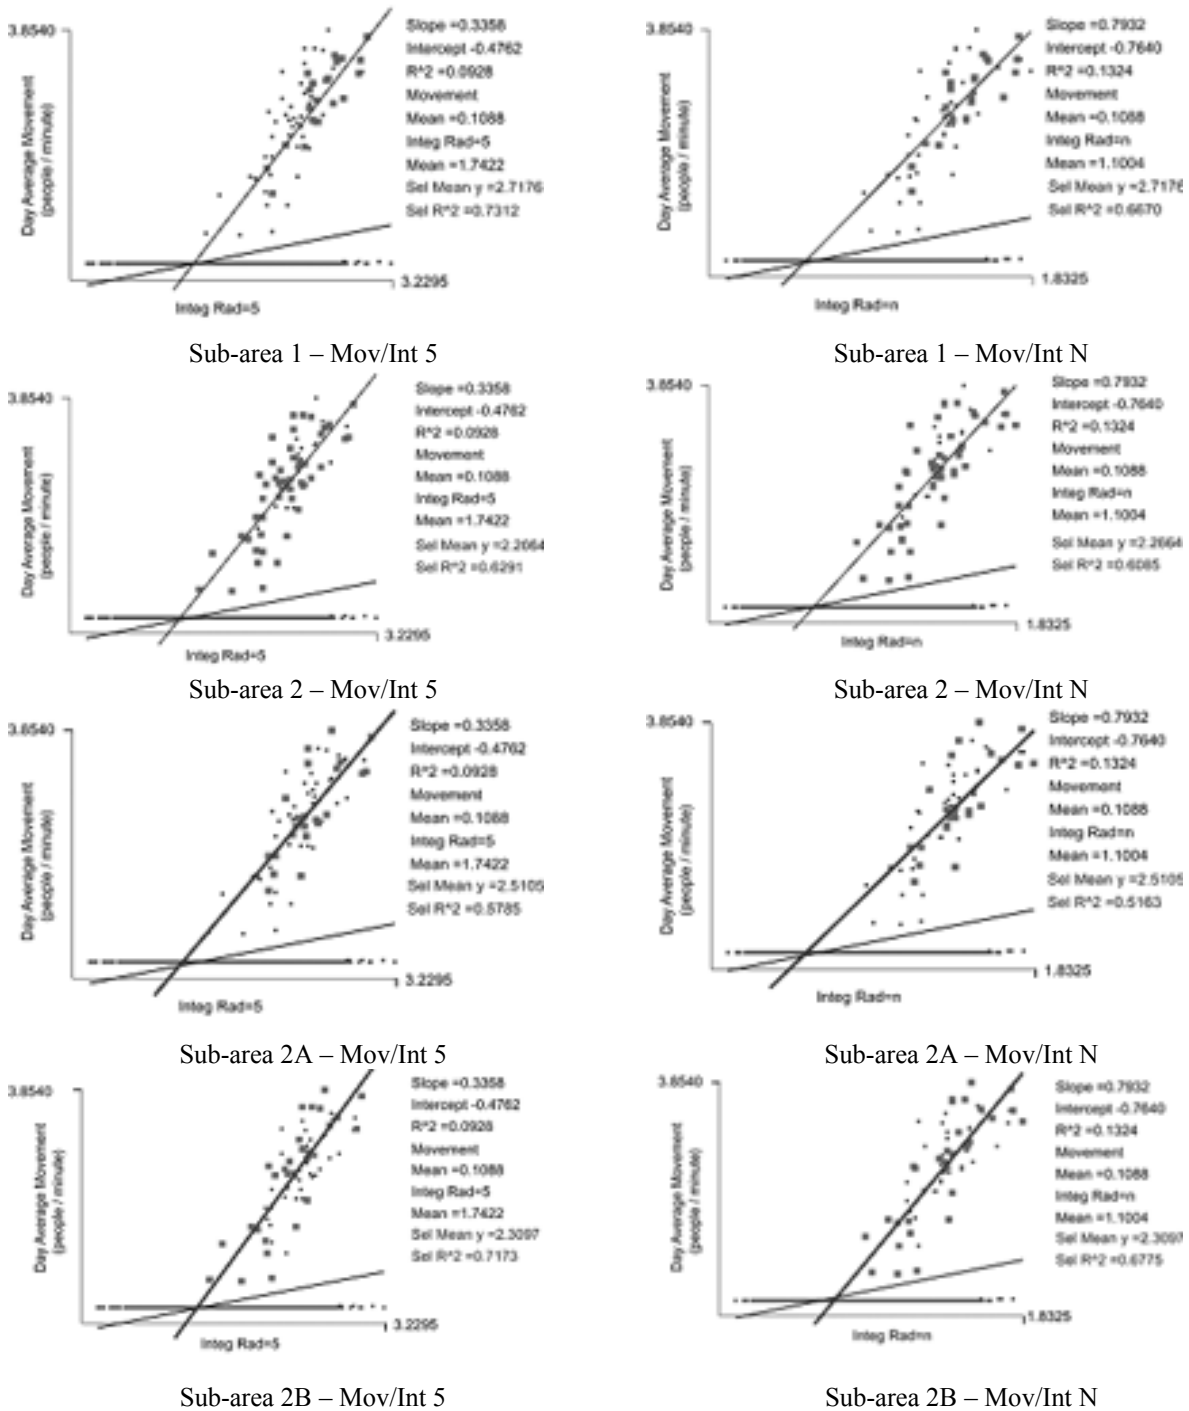 3.8540
Day Average Movement
(people / minute)
Slope =0.3358
Intercept -0.4762
R^2 =0.0928
Movement
Mean =0.1088
Integ Rad=5
Mean =1.7422
Sel Mean y =2.7176
Sel R^2 =0.7312
3.2295
Integ Rad=5
Sub-area 1 – Mov/Int 5
3.8540
Day Average Movement
(people / minute)
Slope =0.7932
Intercept -0.7640
R^2 =0.1324
Movement
Mean =0.1088
Integ Rad=n
Mean =1.1004
Sel Mean y =2.7176
Sel R^2 =0.6670
1.8325
Integ Rad=n
Sub-area 1 – Mov/Int N
3.8540
Day Average Movement
(people / minute)
Slope =0.3358
Intercept -0.4762
R^2 =0.0928
Movement
Mean =0.1088
Integ Rad=5
Mean =1.7422
Sel Mean y =2.2664
Sel R^2 =0.6291
3.2295
Integ Rad=5
Sub-area 2 – Mov/Int 5
3.8540
Day Average Movement
(people / minute)
Slope =0.7932
Intercept -0.7640
R^2 =0.1324
Movement
Mean =0.1088
Integ Rad=n
Mean =1.1004
Sel Mean y =2.2664
Sel R^2 =0.6085
1.8325
Integ Rad=n
Sub-area 2 – Mov/Int N
3.8540
Day Average Movement
(people / minute)
Slope =0.3358
Intercept -0.4762
R^2 =0.0928
Movement
Mean =0.1088
Integ Rad=5
Mean =1.7422
Sel Mean y =2.5105
Sel R^2 =0.5785
3.2295
Integ Rad=5
Sub-area 2A – Mov/Int 5
3.8540
Day Average Movement
(people / minute)
Slope =0.7932
Intercept -0.7640
R^2 =0.1324
Movement
Mean =0.1088
Integ Rad=n
Mean =1.1004
Sel Mean y =2.5105
Sel R^2 =0.5163
1.8325
Integ Rad=n
Sub-area 2A – Mov/Int N
3.8540
Day Average Movement
(people / minute)
Slope =0.3358
Intercept -0.4762
R^2 =0.0928
Movement
Mean =0.1088
Integ Rad=5
Mean =1.7422
Sel Mean y =2.3097
Sel R^2 =0.7173
3.2295
Integ Rad=5
Sub-area 2B – Mov/Int 5
3.8540
Day Average Movement
(people / minute)
Slope =0.7932
Intercept -0.7640
R^2 =0.1324
Movement
Mean =0.1088
Integ Rad=n
Mean =1.1004
Sel Mean y =2.3097
Sel R^2 =0.6775
1.8325
Integ Rad=n
Sub-area 2B – Mov/Int N